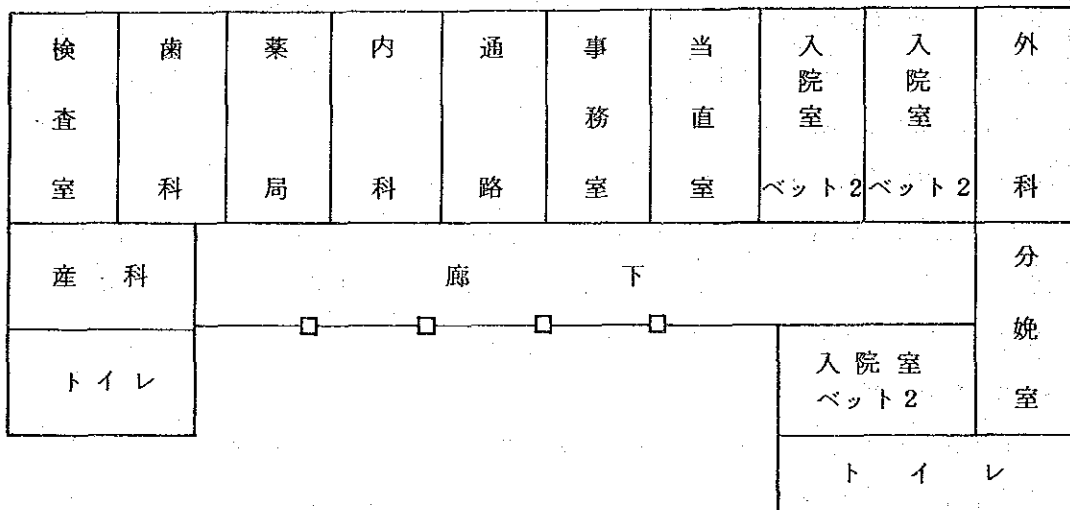 検査室
歯科
薬局
内科
通路
事務室
当直室
入院室
ベット2
入院室
ベット2
外科
産科
廊下
分娩室
トイレ
入院室
ベット2
トイレ